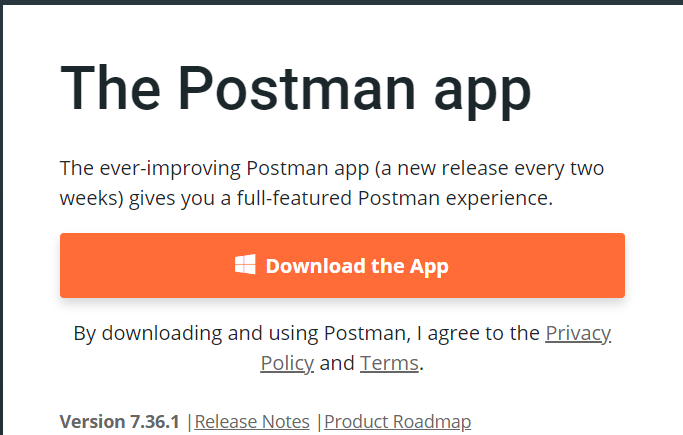 The Postman app
The ever-improving Postman app (a new release every two
weeks) gives you a full-featured Postman experience.
Download the App
By downloading and using Postman, I agree to the Privacy
Policy and Terms.
Version 7.36.1 |Release Notes |Product Roadmap